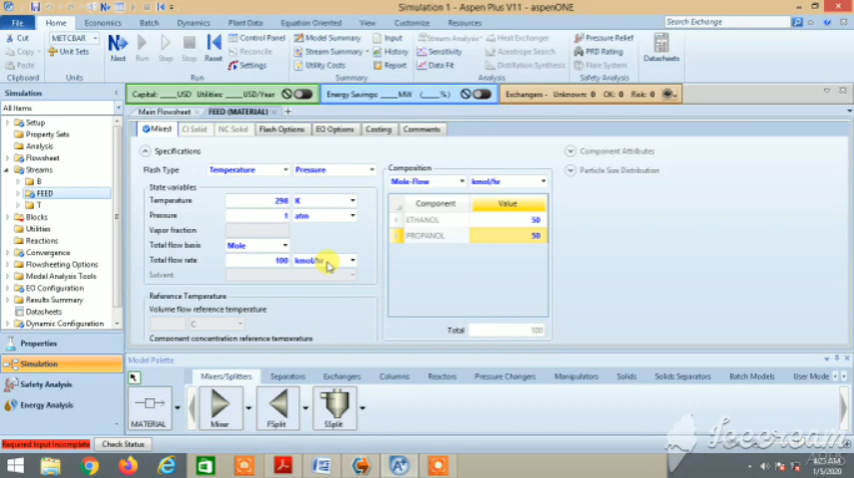 Simulation 1 - Aspen Plus V11 - aspenONE
File Home Economics Batch Dynamics Plant Data Equation Oriented View Customize Resources Search Exchange
Cut METCBAR Control Panel Model Summary Input Stream Analysis Heat Exchanger Pressure Relief
Copy Unit Sets Next Run Step Stop Reset Reconcile Stream Summary History Sensitivity Azeotrope Search PRD Rating Datasheets
Paste Settings Utility Costs Report Data Fit Distillation Synthesis Flare System
Clipboard Units Run Summary Analysis Safety Analysis
Simulation
Capital: ____USD Utilities: ____USD/Year Energy Savings: ____MW (____%) Exchangers - Unknown: 0 OK: 0 Risk: 0
All Items
Main Flowsheet FEED (MATERIAL)
Setup
Property Sets
Analysis
Flowsheet
Streams
B
FEED
T
Blocks
Utilities
Reactions
Convergence
Flowsheeting Options
Model Analysis Tools
EO Configuration
Results Summary
Datasheets
Dynamic Configuration
Properties
Simulation
Safety Analysis
Energy Analysis
Mixed CI Solid NC Solid Flash Options EO Options Costing Comments
Specifications
Flash Type Temperature Pressure
State variables
Temperature 298 K
Pressure 1 atm
Vapor fraction
Total flow basis Mole
Total flow rate 100 kmol/hr
Solvent
Reference Temperature
Volume flow reference temperature
C
Component concentration reference temperature
Composition
Mole-Flow kmol/hr
Component Value
ETHANOL 50
PROPANOL 50
Total 100
Component Attributes
Particle Size Distribution
Model Palette
Mixers/Splitters Separators Exchangers Columns Reactors Pressure Changers Manipulators Solids Solids Separators Batch Models User Mode
MATERIAL Mixer FSplit SSplit
Required Input Incomplete Check Status
4:23 AM
1/5/2020